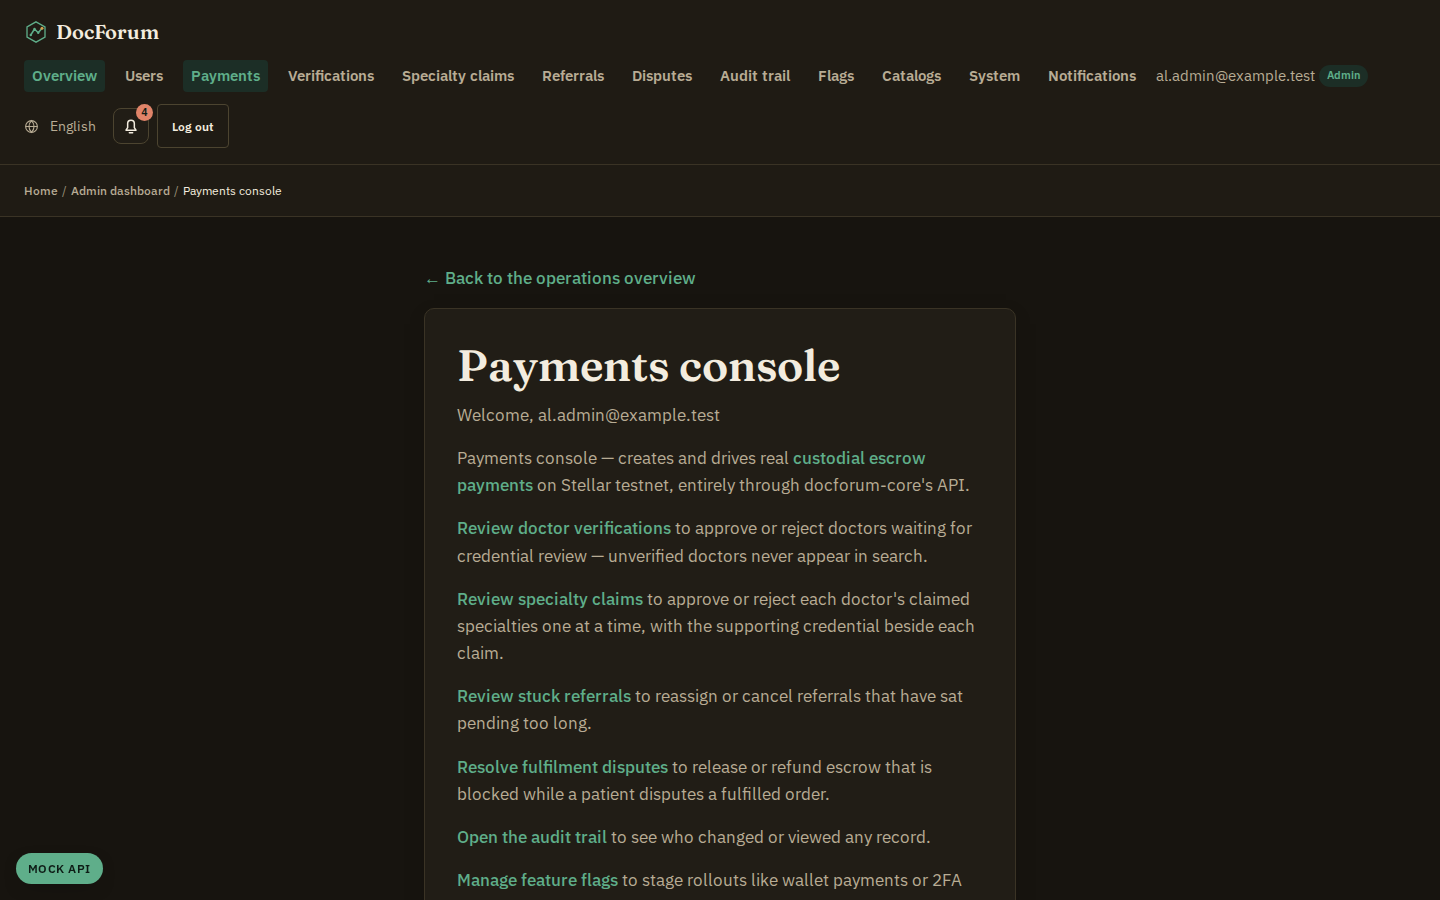 DocForum
Overview Users Payments Verifications Specialty claims Referrals Disputes Audit trail Flags Catalogs System Notifications al.admin@example.test Admin
English 4 Log out
Home / Admin dashboard / Payments console
← Back to the operations overview
Payments console
Welcome, al.admin@example.test
Payments console — creates and drives real custodial escrow
payments on Stellar testnet, entirely through docforum-core's API.
Review doctor verifications to approve or reject doctors waiting for
credential review — unverified doctors never appear in search.
Review specialty claims to approve or reject each doctor's claimed
specialties one at a time, with the supporting credential beside each
claim.
Review stuck referrals to reassign or cancel referrals that have sat
pending too long.
Resolve fulfilment disputes to release or refund escrow that is
blocked while a patient disputes a fulfilled order.
Open the audit trail to see who changed or viewed any record.
Manage feature flags to stage rollouts like wallet payments or 2FA
MOCK API